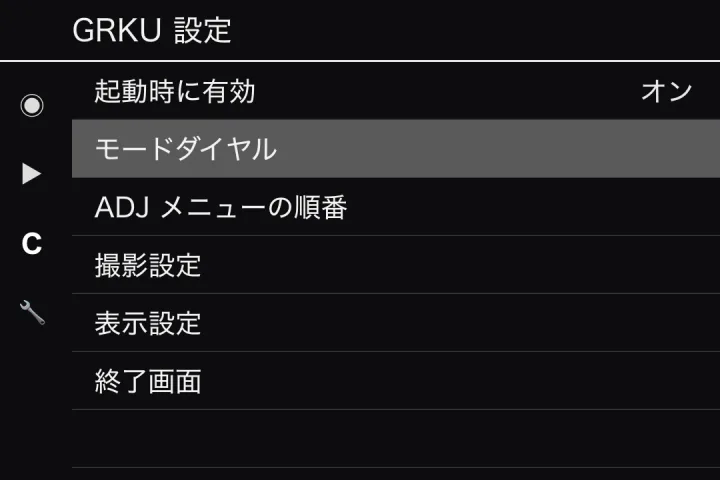 GRKU 設定
起動時に有効 オン
モードダイヤル
ADJ メニューの順番
C
撮影設定
表示設定
終了画面